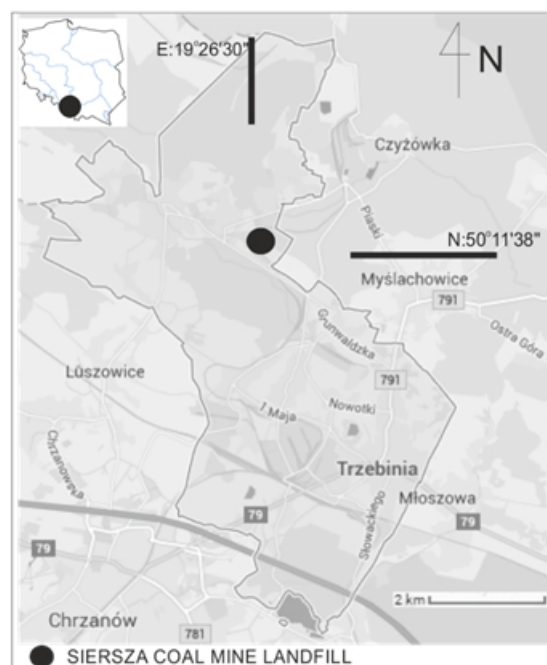 E:19°26'30"
N
Czyżówka
Piaski
N:50°11'38"
Myślachowice
791
Ostra Góra
Grunwaldzka
Luszowice
791
1 Maja
Nowotki
Chrzanowska
Trzebinia
Młoszowa
79
79
Słowackiego
79
2 km
Chrzanów
781
SIERSZA COAL MINE LANDFILL